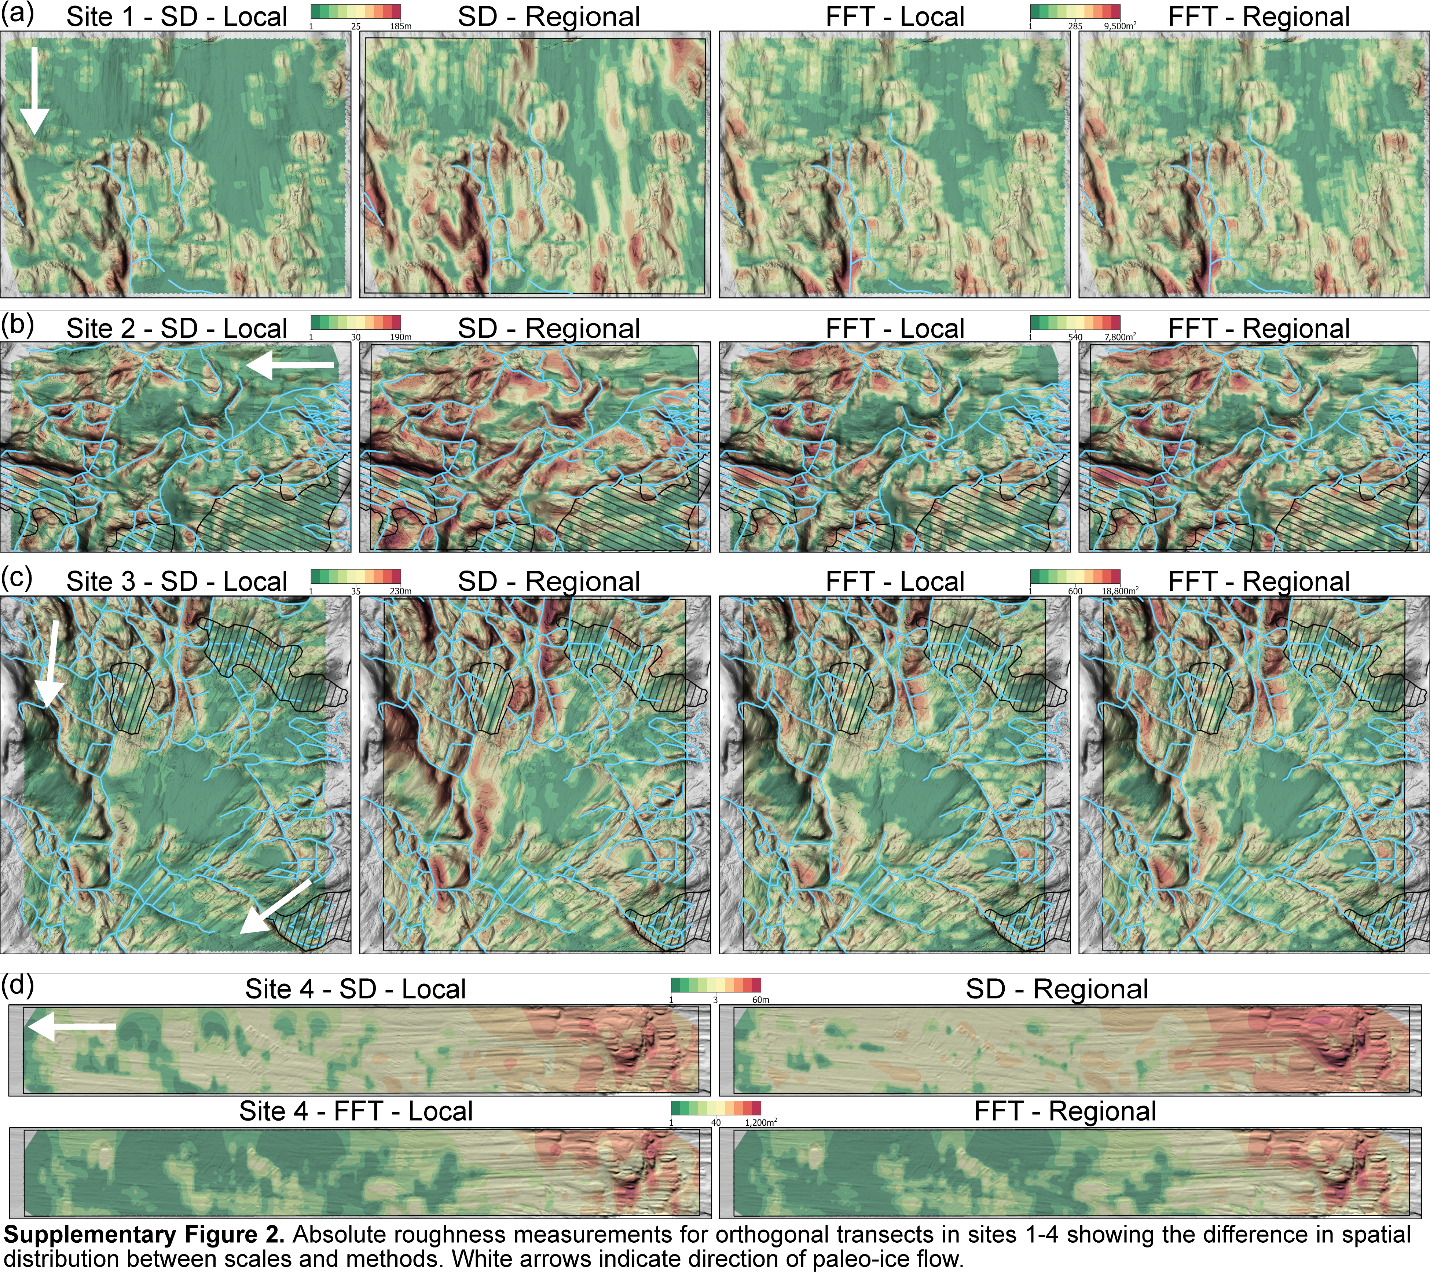 (a) Site 1 - SD - Local SD - Regional FFT - Local FFT - Regional
1 25 185m 1 285 9,500m²
(b) Site 2 - SD - Local SD - Regional FFT - Local FFT - Regional
1 30 190m 1 540 7,800m²
(c) Site 3 - SD - Local SD - Regional FFT - Local FFT - Regional
1 35 230m 1 600 18,800m²
(d) Site 4 - SD - Local SD - Regional
1 3 60m
Site 4 - FFT - Local FFT - Regional
1 40 1,200m²
Supplementary Figure 2. Absolute roughness measurements for orthogonal transects in sites 1-4 showing the difference in spatial
distribution between scales and methods. White arrows indicate direction of paleo-ice flow.